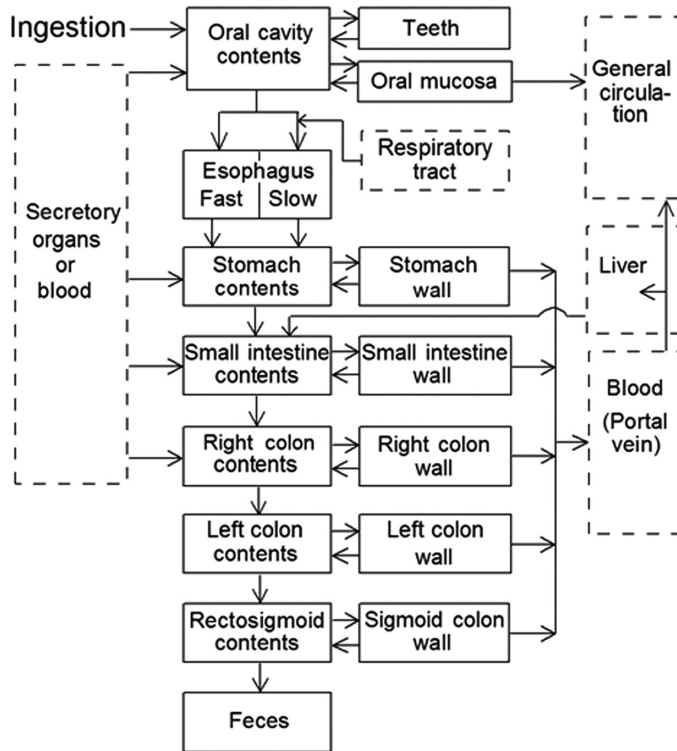 Ingestion
Oral cavity
contents
Teeth
Oral mucosa
General
circula-
tion
Respiratory
tract
Esophagus
Fast
Slow
Secretory
organs
or
blood
Stomach
contents
Stomach
wall
Liver
Small intestine
contents
Small intestine
wall
Blood
(Portal
vein)
Right colon
contents
Right colon
wall
Left colon
contents
Left colon
wall
Rectosigmoid
contents
Sigmoid colon
wall
Feces